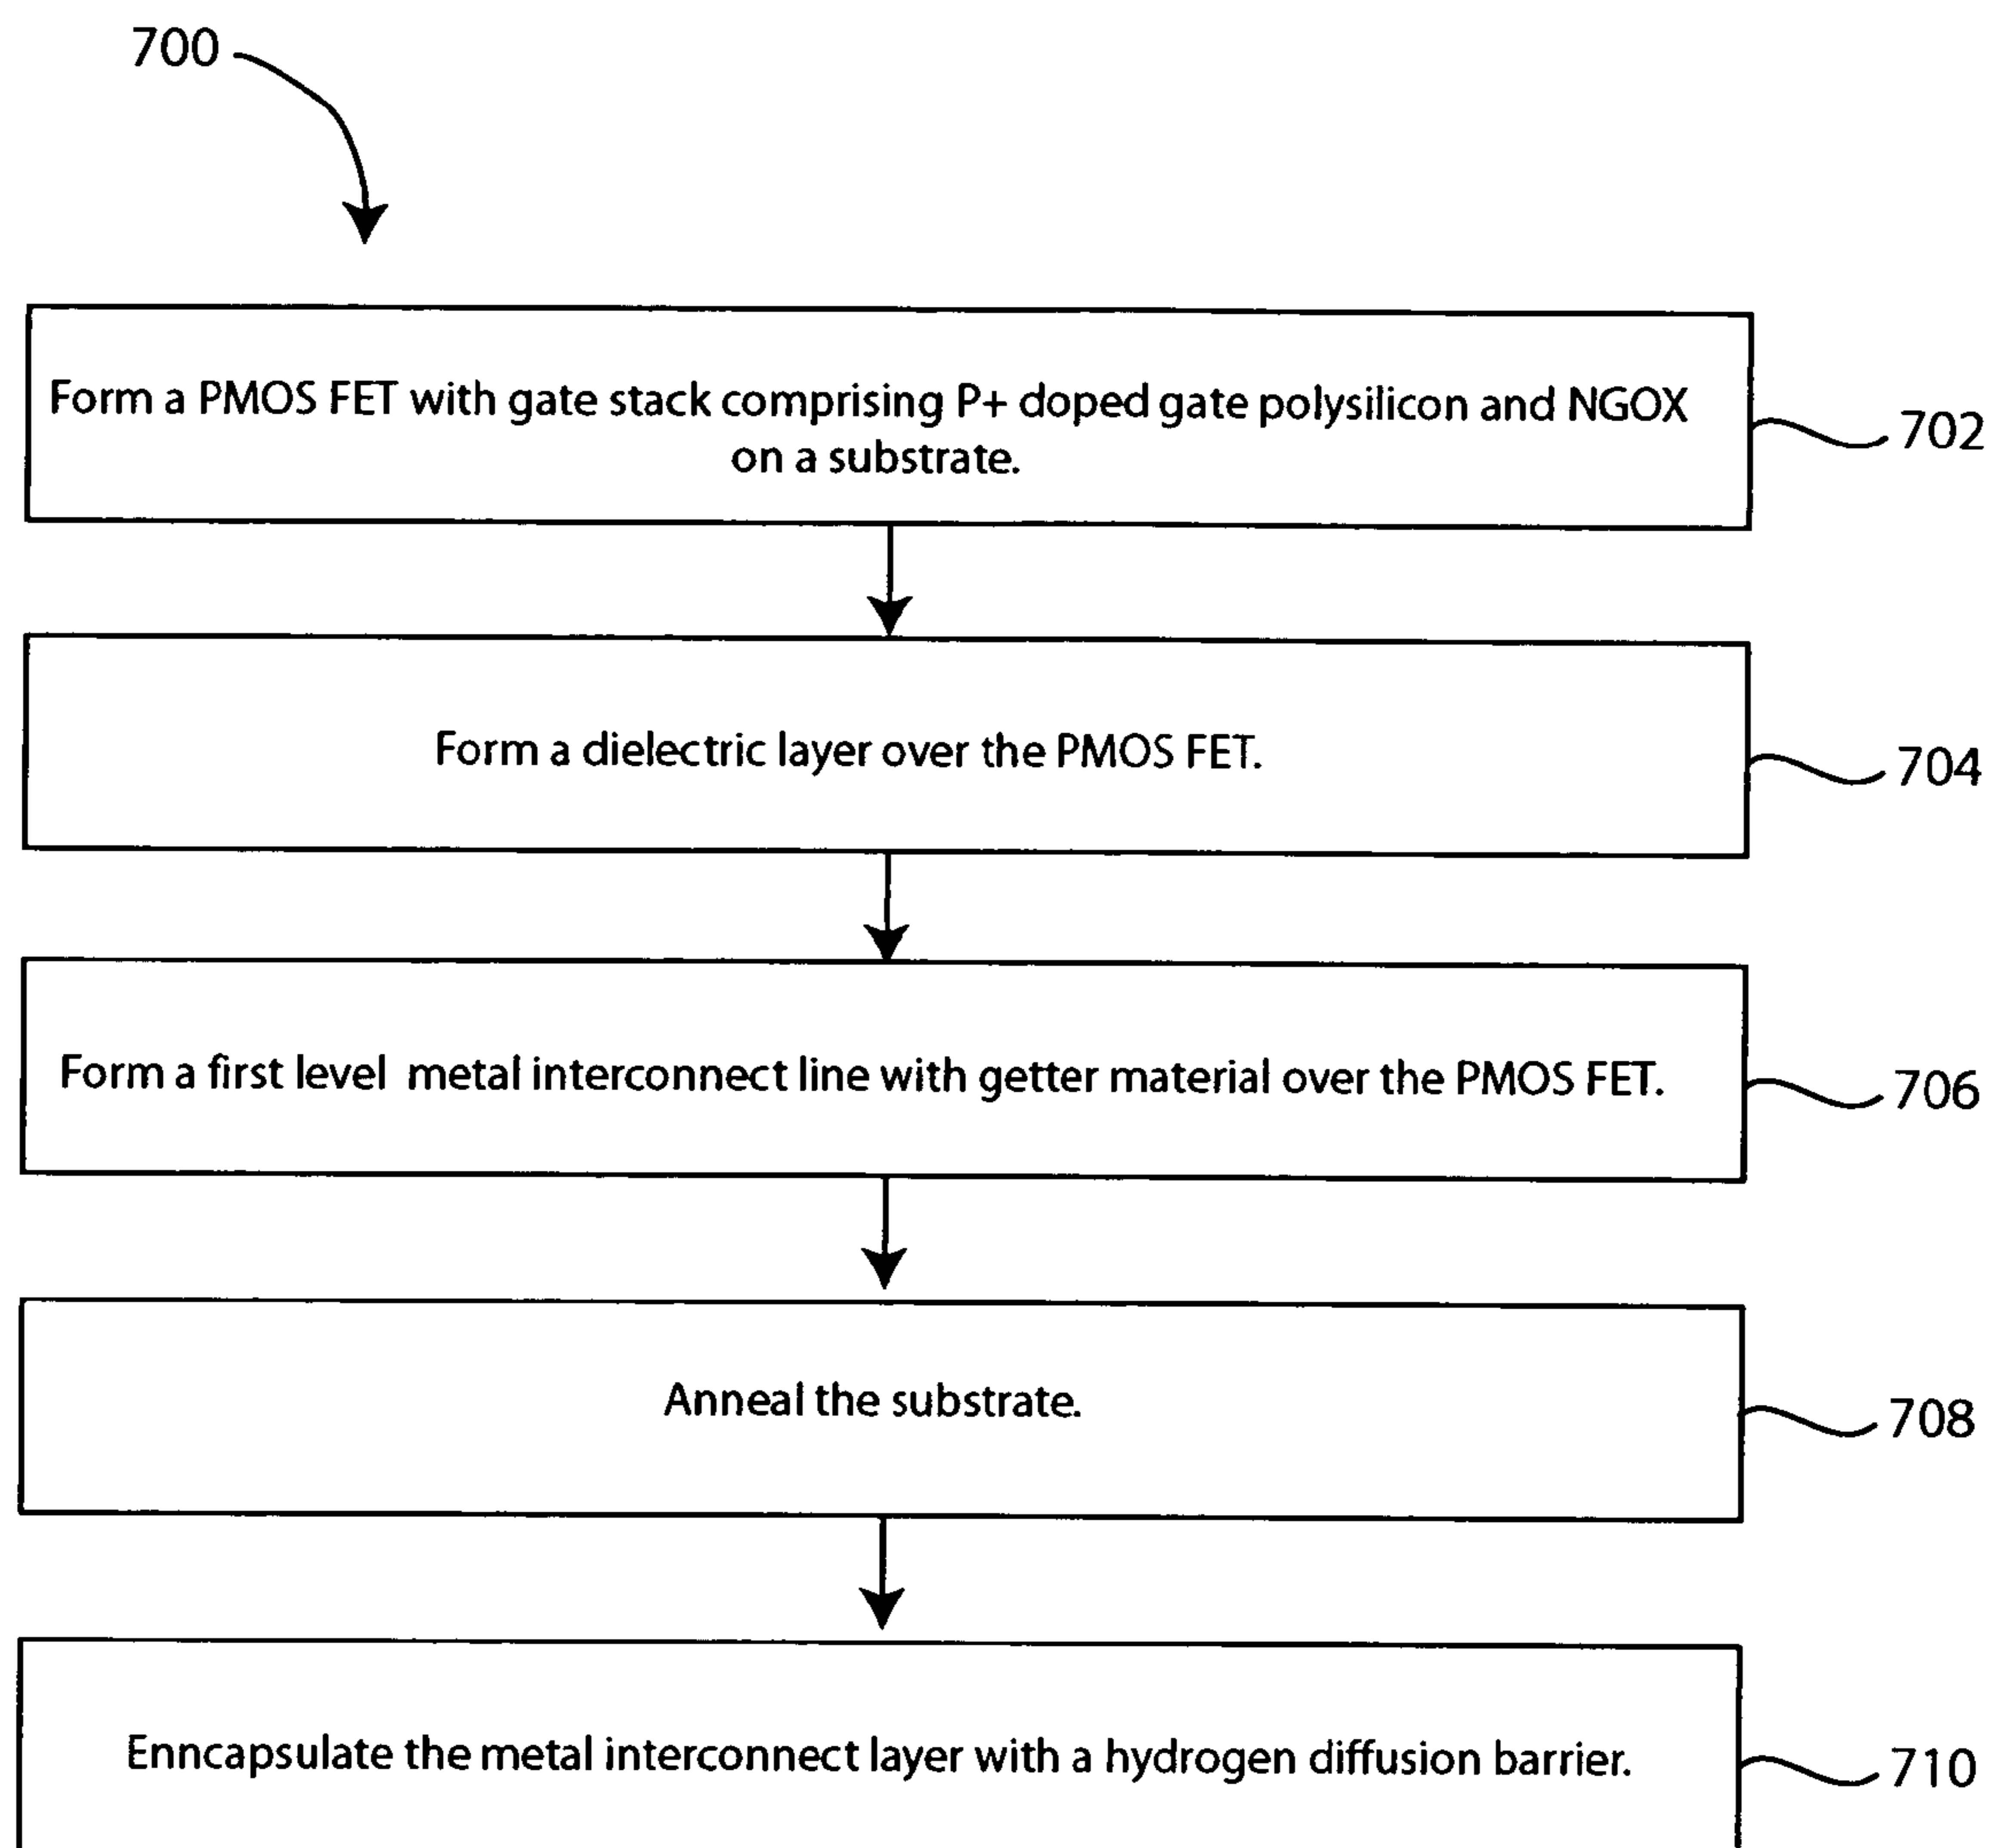 700
Form a PMOS FET with gate stack comprising P+ doped gate polysilicon and NGOX
on a substrate.
702
Form a dielectric layer over the PMOS FET.
704
Form a first level metal interconnect line with getter material over the PMOS FET.
706
Anneal the substrate.
708
Enncapsulate the metal interconnect layer with a hydrogen diffusion barrier.
710